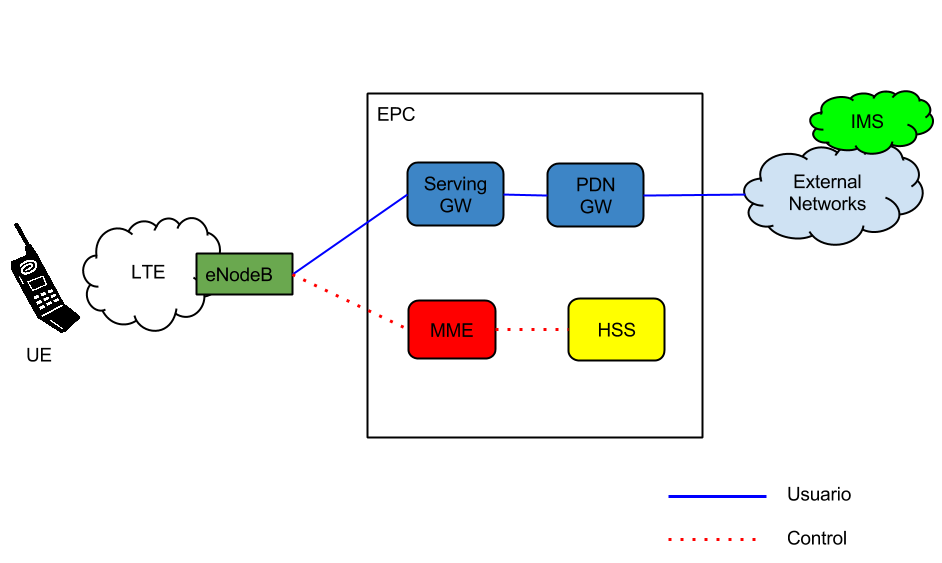 EPC
IMS
Serving
GW
PDN
GW
External
Networks
LTE
eNodeB
UE
MME
HSS
Usuario
Control